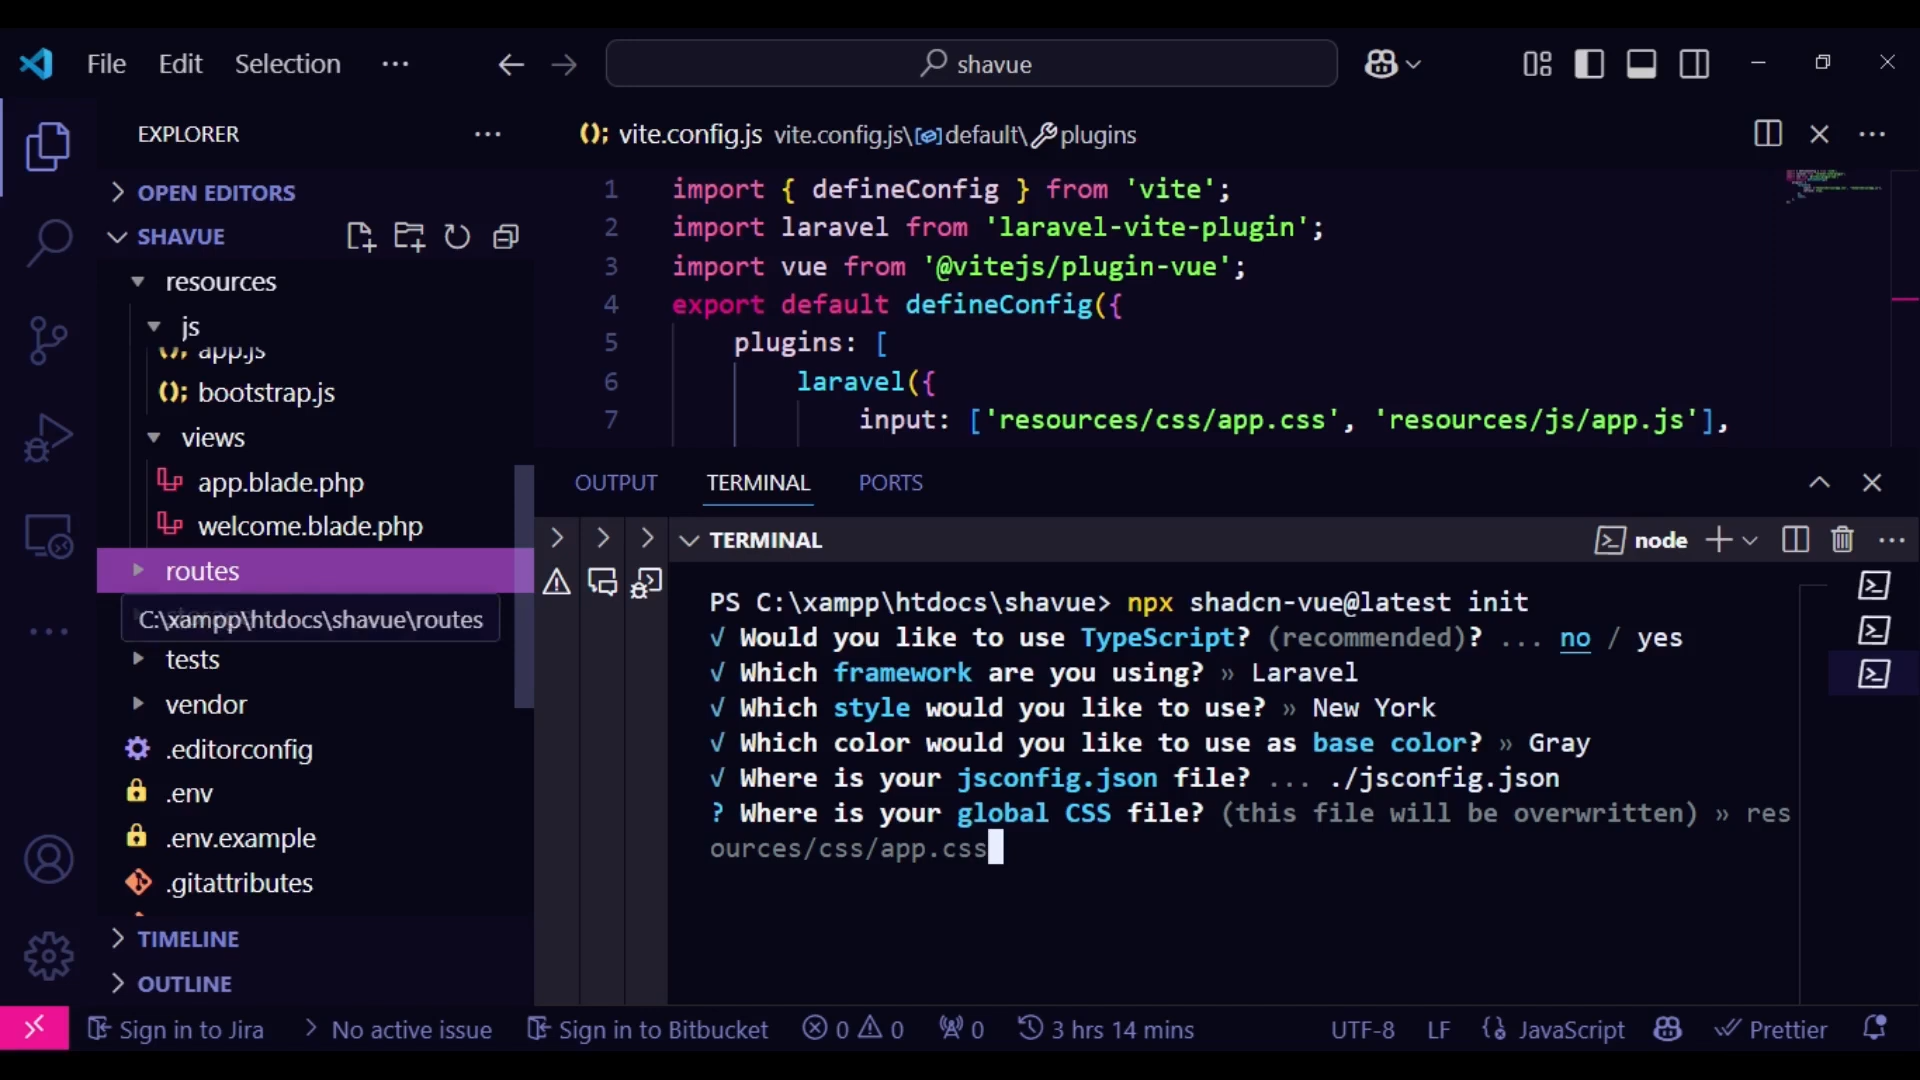 File Edit Selection ···
shavue
EXPLORER
OPEN EDITORS
SHAVUE
resources
js
app.js
bootstrap.js
views
app.blade.php
welcome.blade.php
routes
C:\xampp\htdocs\shavue\routes
tests
vendor
.editorconfig
.env
.env.example
.gitattributes
TIMELINE
OUTLINE
vite.config.js vite.config.js\default\plugins
1 import { defineConfig } from 'vite';
2 import laravel from 'laravel-vite-plugin';
3 import vue from '@vitejs/plugin-vue';
4 export default defineConfig({
5 plugins: [
6 laravel({
7 input: ['resources/css/app.css', 'resources/js/app.js'],
OUTPUT TERMINAL PORTS
TERMINAL
node
PS C:\xampp\htdocs\shavue> npx shadcn-vue@latest init
√ Would you like to use TypeScript? (recommended)? ... no / yes
√ Which framework are you using? » Laravel
√ Which style would you like to use? » New York
√ Which color would you like to use as base color? » Gray
√ Where is your jsconfig.json file? ... ./jsconfig.json
? Where is your global CSS file? (this file will be overwritten) » res
ources/css/app.css
Sign in to Jira No active issue Sign in to Bitbucket 0 0 0 3 hrs 14 mins UTF-8 LF JavaScript Prettier